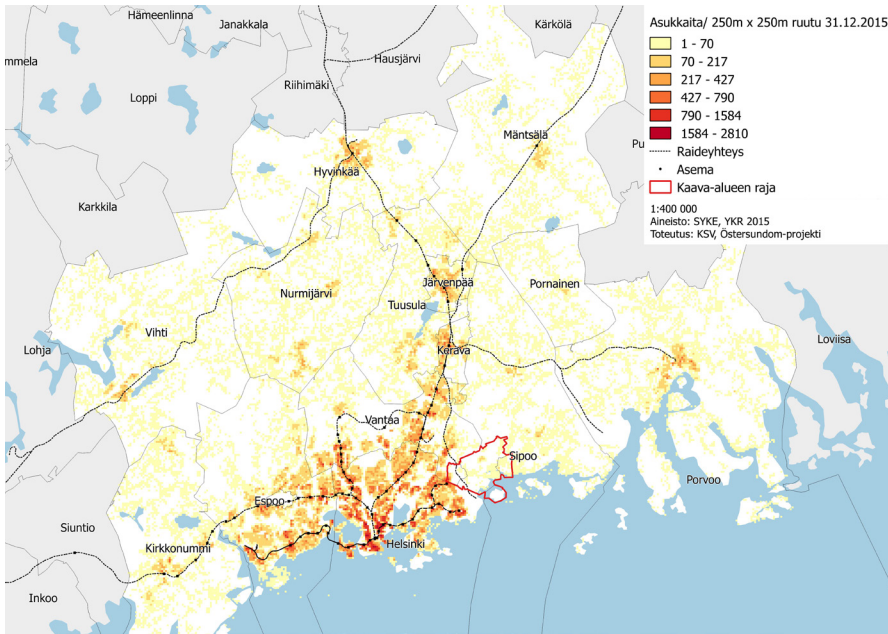 Hämeenlinna
Janakkala
Kärkölä
Hausjärvi
Loppi
Riihimäki
Mäntsälä
Hyvinkää
Karkkila
Järvenpää
Pornainen
Nurmijärvi
Tuusula
Vihti
Lohja
Kerava
Loviisa
Vantaa
Sipoo
Porvoo
Espoo
Siuntio
Kirkkonummi
Helsinki
Inkoo
Asukkaita/ 250m x 250m ruutu 31.12.2015
1 - 70
70 - 217
217 - 427
427 - 790
790 - 1584
1584 - 2810
Raideyhteys
Asema
Kaava-alueen raja
1:400 000
Aineisto: SYKE, YKR 2015
Toteutus: KSV, Östersundom-projekti